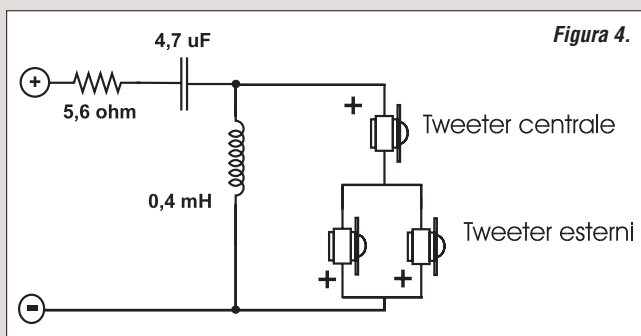 Figura 4.
4,7 uF
+
5,6 ohm
+
Tweeter centrale
0,4 mH
Tweeter esterni
+
+
-